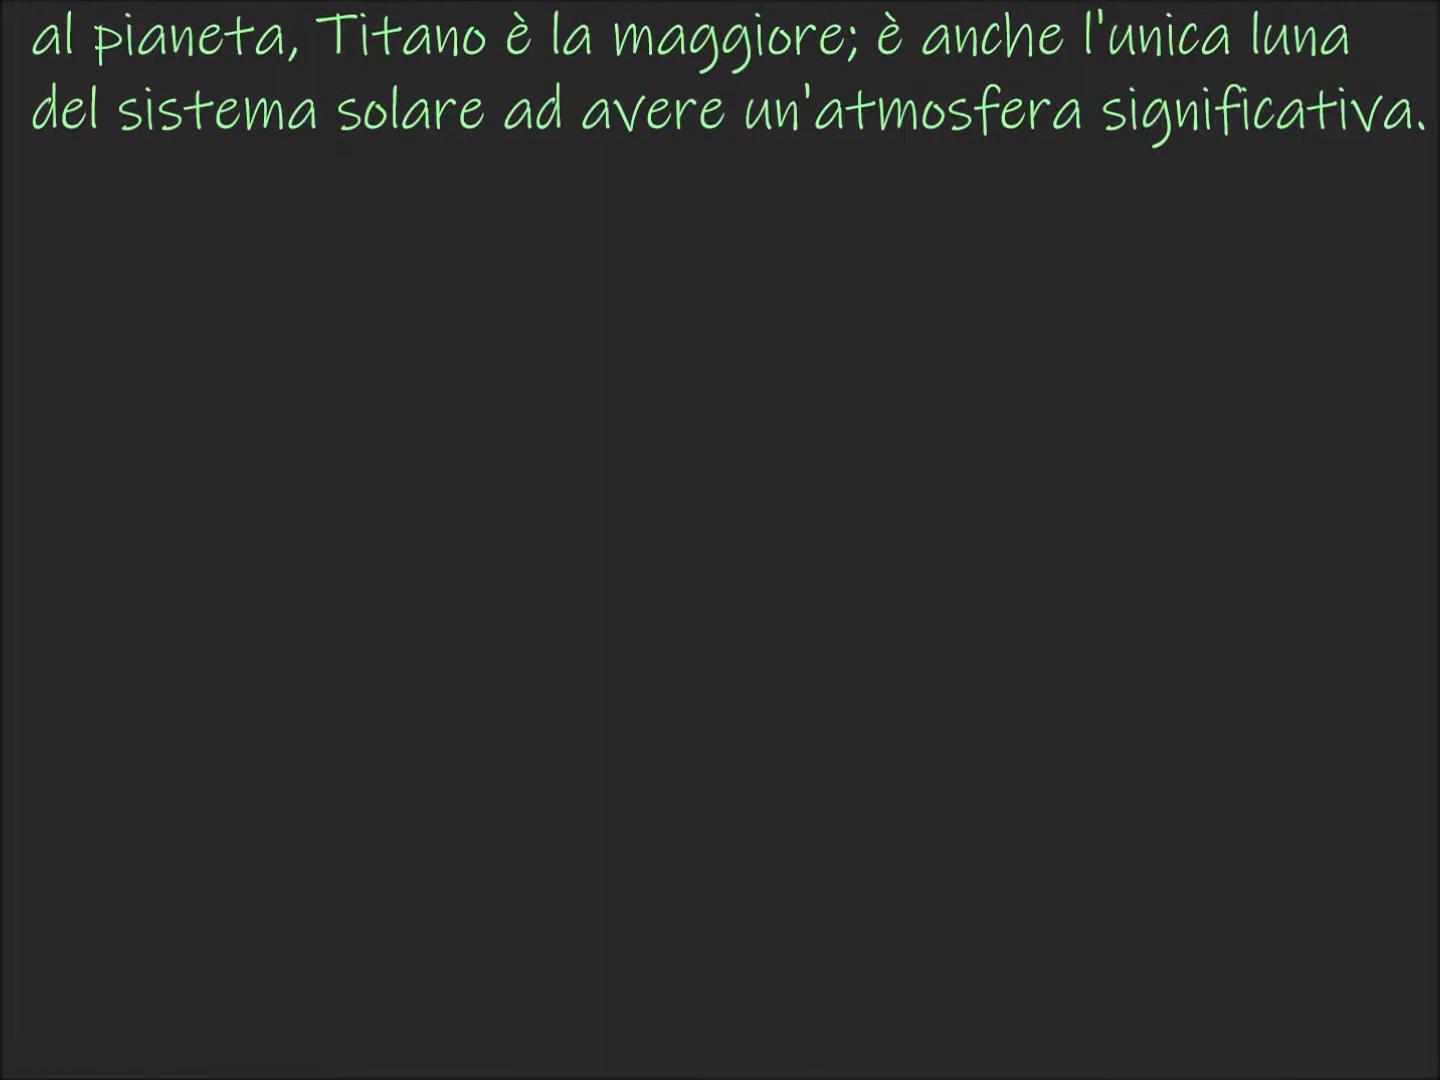 al pianeta, Titano è la maggiore; è anche l'unica luna
del sistema solare ad avere un'atmosfera significativa.